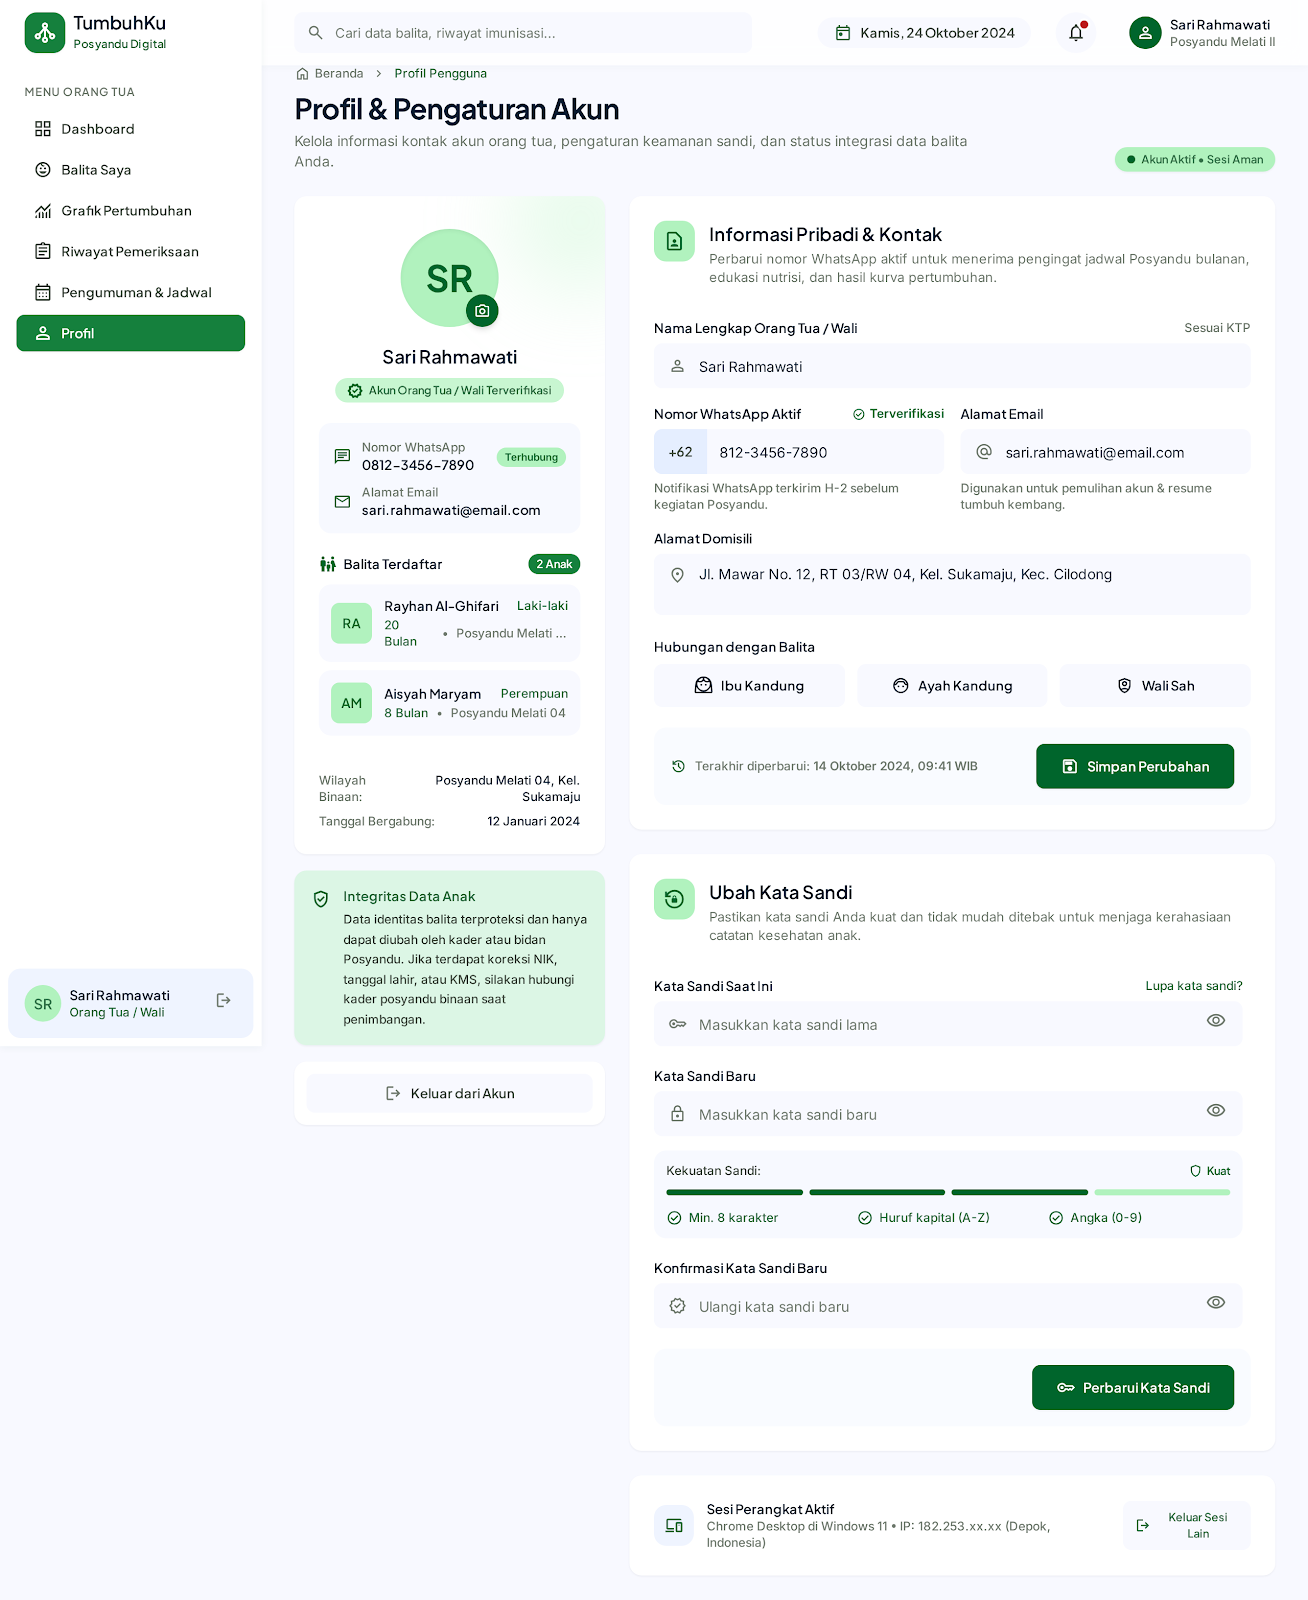 TumbuhKu
Posyandu Digital
MENU ORANG TUA
Dashboard
Balita Saya
Grafik Pertumbuhan
Riwayat Pemeriksaan
Pengumuman & Jadwal
Profil
SR
Sari Rahmawati
Orang Tua / Wali
Cari data balita, riwayat imunisasi...
Kamis, 24 Oktober 2024
Sari Rahmawati
Posyandu Melati II
Beranda
Profil Pengguna
Profil & Pengaturan Akun
Kelola informasi kontak akun orang tua, pengaturan keamanan sandi, dan status integrasi data balita
Anda.
Akun Aktif • Sesi Aman
SR
Sari Rahmawati
Akun Orang Tua / Wali Terverifikasi
Nomor WhatsApp
0812-3456-7890
Terhubung
Alamat Email
sari.rahmawati@email.com
Balita Terdaftar
2 Anak
RA
Rayhan Al-Ghifari
Laki-laki
20
Bulan
• Posyandu Melati ...
AM
Aisyah Maryam
Perempuan
8 Bulan • Posyandu Melati 04
Wilayah
Binaan:
Posyandu Melati 04, Kel.
Sukamaju
Tanggal Bergabung:
12 Januari 2024
Integritas Data Anak
Data identitas balita terproteksi dan hanya
dapat diubah oleh kader atau bidan
Posyandu. Jika terdapat koreksi NIK,
tanggal lahir, atau KMS, silakan hubungi
kader posyandu binaan saat
penimbangan.
Keluar dari Akun
Informasi Pribadi & Kontak
Perbarui nomor WhatsApp aktif untuk menerima pengingat jadwal Posyandu bulanan,
edukasi nutrisi, dan hasil kurva pertumbuhan.
Nama Lengkap Orang Tua / Wali
Sesuai KTP
Sari Rahmawati
Nomor WhatsApp Aktif
Terverifikasi
+62
812-3456-7890
Notifikasi WhatsApp terkirim H-2 sebelum
kegiatan Posyandu.
Alamat Email
sari.rahmawati@email.com
Digunakan untuk pemulihan akun & resume
tumbuh kembang.
Alamat Domisili
Jl. Mawar No. 12, RT 03/RW 04, Kel. Sukamaju, Kec. Cilodong
Hubungan dengan Balita
Ibu Kandung
Ayah Kandung
Wali Sah
Terakhir diperbarui: 14 Oktober 2024, 09:41 WIB
Simpan Perubahan
Ubah Kata Sandi
Pastikan kata sandi Anda kuat dan tidak mudah ditebak untuk menjaga kerahasiaan
catatan kesehatan anak.
Kata Sandi Saat Ini
Lupa kata sandi?
Masukkan kata sandi lama
Kata Sandi Baru
Masukkan kata sandi baru
Kekuatan Sandi:
Kuat
Min. 8 karakter
Huruf kapital (A-Z)
Angka (0-9)
Konfirmasi Kata Sandi Baru
Ulangi kata sandi baru
Perbarui Kata Sandi
Sesi Perangkat Aktif
Chrome Desktop di Windows 11 • IP: 182.253.xx.xx (Depok,
Indonesia)
Keluar Sesi
Lain